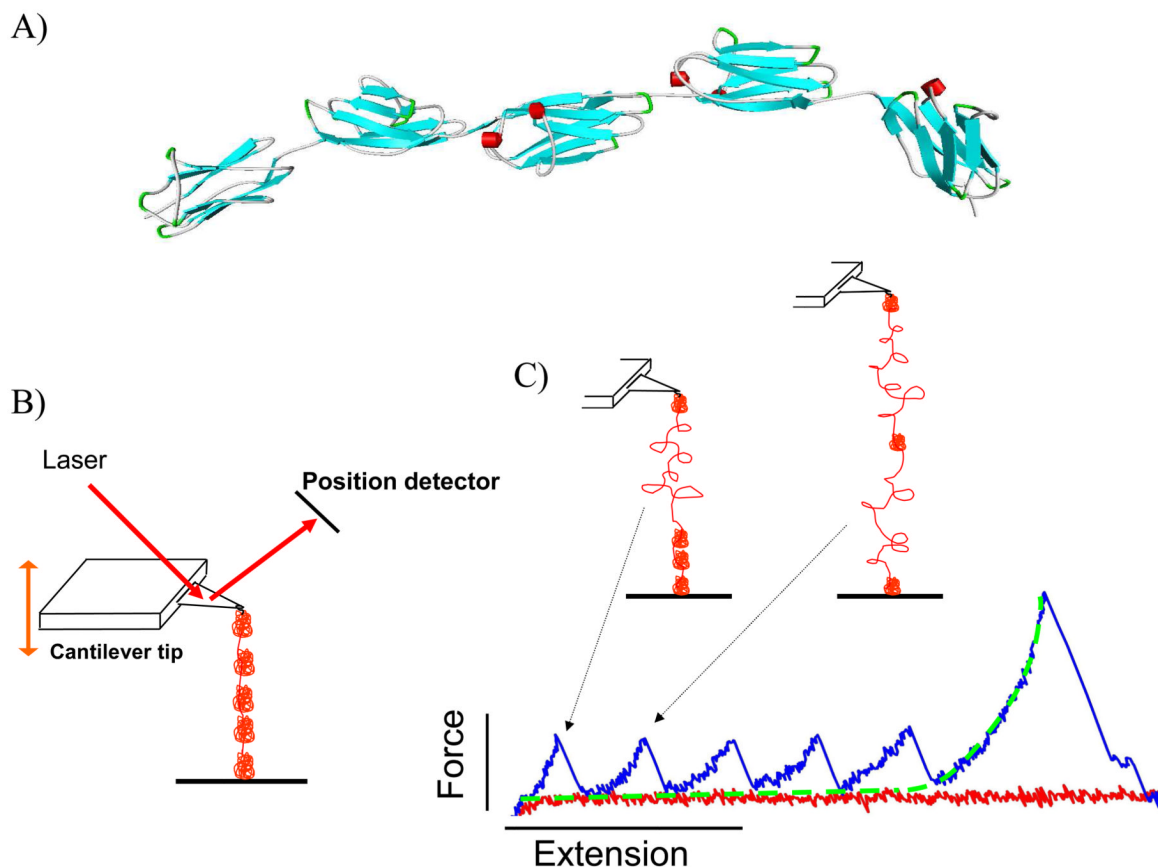 A)
B)
C)
Laser
Position detector
Cantilever tip
Force
Extension